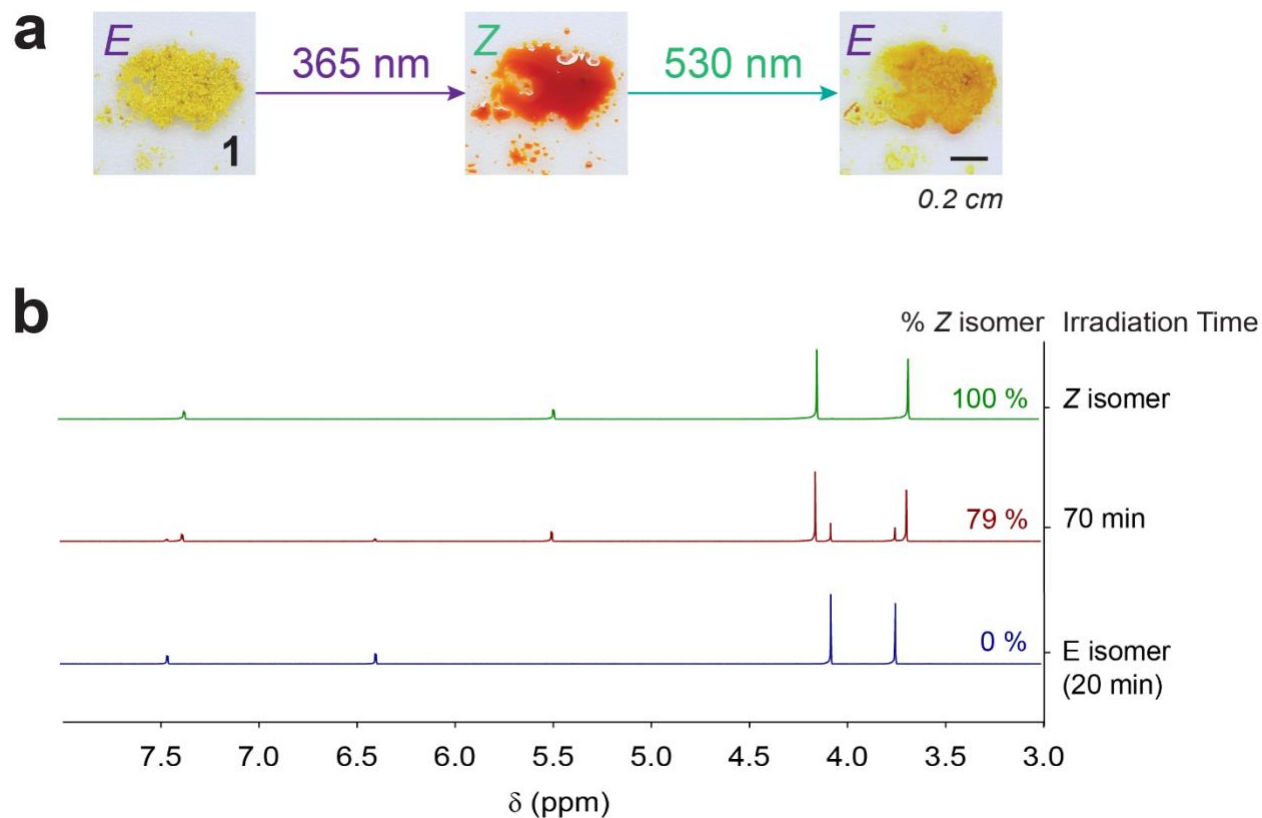 a
E
365 nm
Z
530 nm
E
1
0.2 cm
b
% Z isomer Irradiation Time
100 % Z isomer
79 % 70 min
0 % E isomer
(20 min)
7.5 7.0 6.5 6.0 5.5 5.0 4.5 4.0 3.5 3.0
δ (ppm)